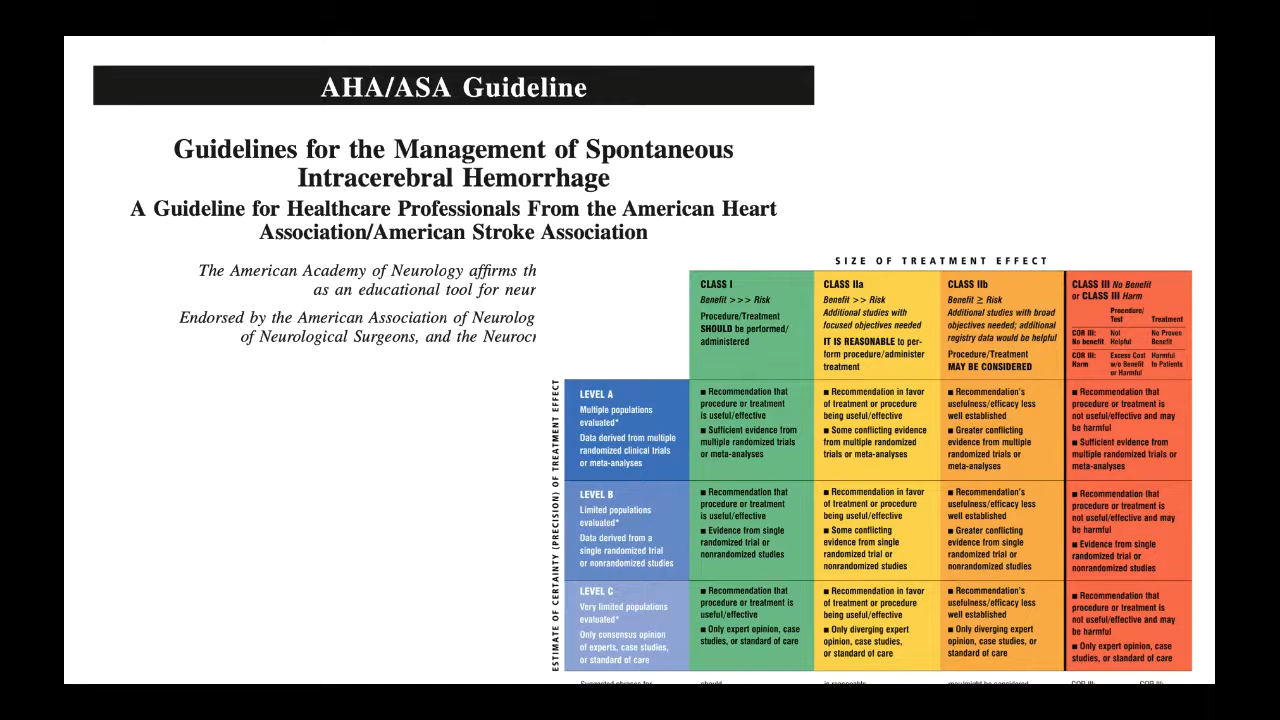 AHA/ASA Guideline
Guidelines for the Management of Spontaneous
Intracerebral Hemorrhage
A Guideline for Healthcare Professionals From the American Heart
Association/American Stroke Association
The American Academy of Neurology affirms th
as an educational tool for neur
Endorsed by the American Association of Neurolog
of Neurological Surgeons, and the Neurocr
SIZE OF TREATMENT EFFECT
CLASS I
Benefit >>> Risk
Procedure/Treatment
SHOULD be performed/
administered
CLASS IIa
Benefit >> Risk
Additional studies with
focused objectives needed
IT IS REASONABLE to per-
form procedure/administer
treatment
CLASS IIb
Benefit ≥ Risk
Additional studies with broad
objectives needed; additional
registry data would be helpful
Procedure/Treatment
MAY BE CONSIDERED
CLASS III No Benefit
or CLASS III Harm
Procedure/
Test Treatment
COR III: Not No Proven
No benefit Helpful Benefit
COR III: Excess Cost Harmful
Harm w/o Benefit to Patients
or Harmful
ESTIMATE OF CERTAINTY (PRECISION) OF TREATMENT EFFECT
LEVEL A
Multiple populations
evaluated*
Data derived from multiple
randomized clinical trials
or meta-analyses
■ Recommendation that
procedure or treatment
is useful/effective
■ Sufficient evidence from
multiple randomized trials
or meta-analyses
■ Recommendation in favor
of treatment or procedure
being useful/effective
■ Some conflicting evidence
from multiple randomized
trials or meta-analyses
■ Recommendation's
usefulness/efficacy less
well established
■ Greater conflicting
evidence from multiple
randomized trials or
meta-analyses
■ Recommendation that
procedure or treatment is
not useful/effective and may
be harmful
■ Sufficient evidence from
multiple randomized trials or
meta-analyses
LEVEL B
Limited populations
evaluated*
Data derived from a
single randomized trial
or nonrandomized studies
■ Recommendation that
procedure or treatment
is useful/effective
■ Evidence from single
randomized trial or
nonrandomized studies
■ Recommendation in favor
of treatment or procedure
being useful/effective
■ Some conflicting
evidence from single
randomized trial or
nonrandomized studies
■ Recommendation's
usefulness/efficacy less
well established
■ Greater conflicting
evidence from single
randomized trial or
nonrandomized studies
■ Recommendation that
procedure or treatment is
not useful/effective and may
be harmful
■ Evidence from single
randomized trial or
nonrandomized studies
LEVEL C
Very limited populations
evaluated*
Only consensus opinion
of experts, case studies,
or standard of care
■ Recommendation that
procedure or treatment is
useful/effective
■ Only expert opinion, case
studies, or standard of care
■ Recommendation in favor
of treatment or procedure
being useful/effective
■ Only diverging expert
opinion, case studies,
or standard of care
■ Recommendation's
usefulness/efficacy less
well established
■ Only diverging expert
opinion, case studies, or
standard of care
■ Recommendation that
procedure or treatment is
not useful/effective and may
be harmful
■ Only expert opinion, case
studies, or standard of care